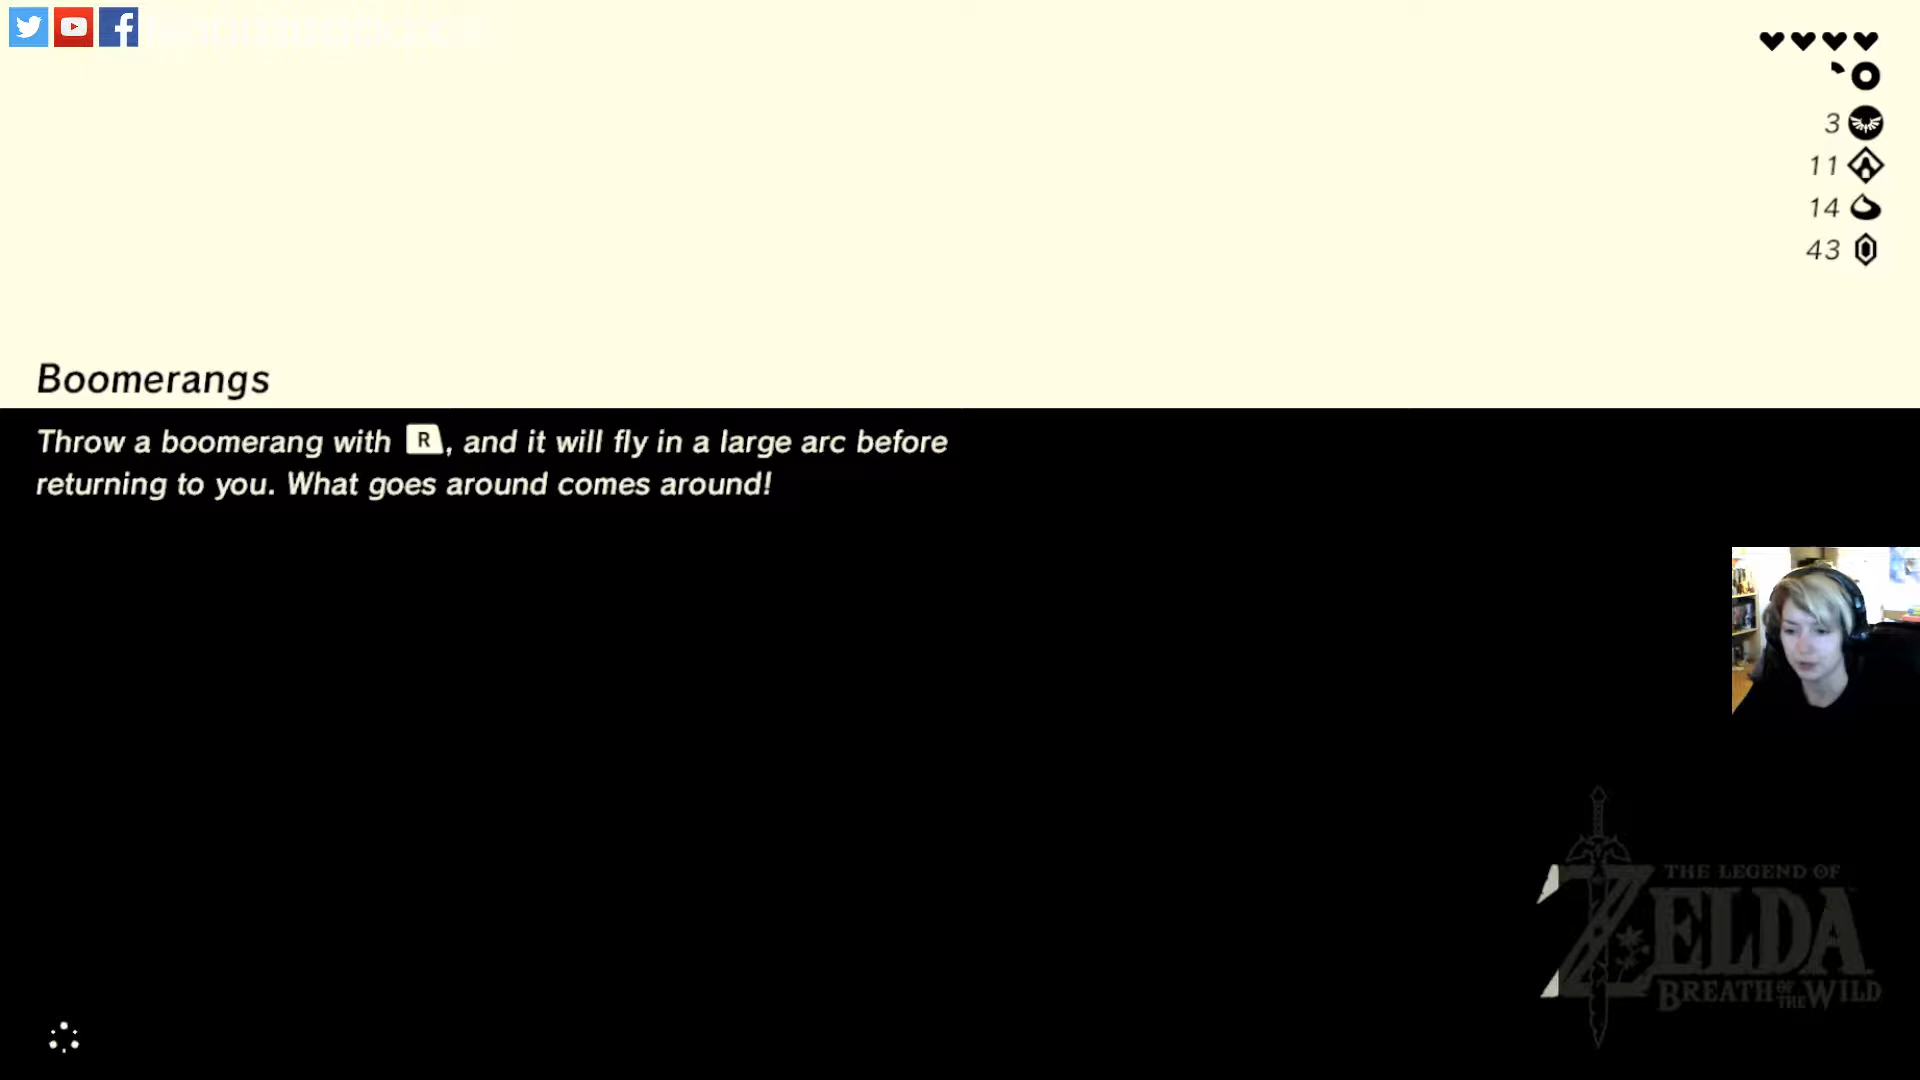 3
11
14
43
Boomerangs
Throw a boomerang with R, and it will fly in a large arc before
returning to you. What goes around comes around!
THE LEGEND OF
ZELDA
BREATH OF THE WILD